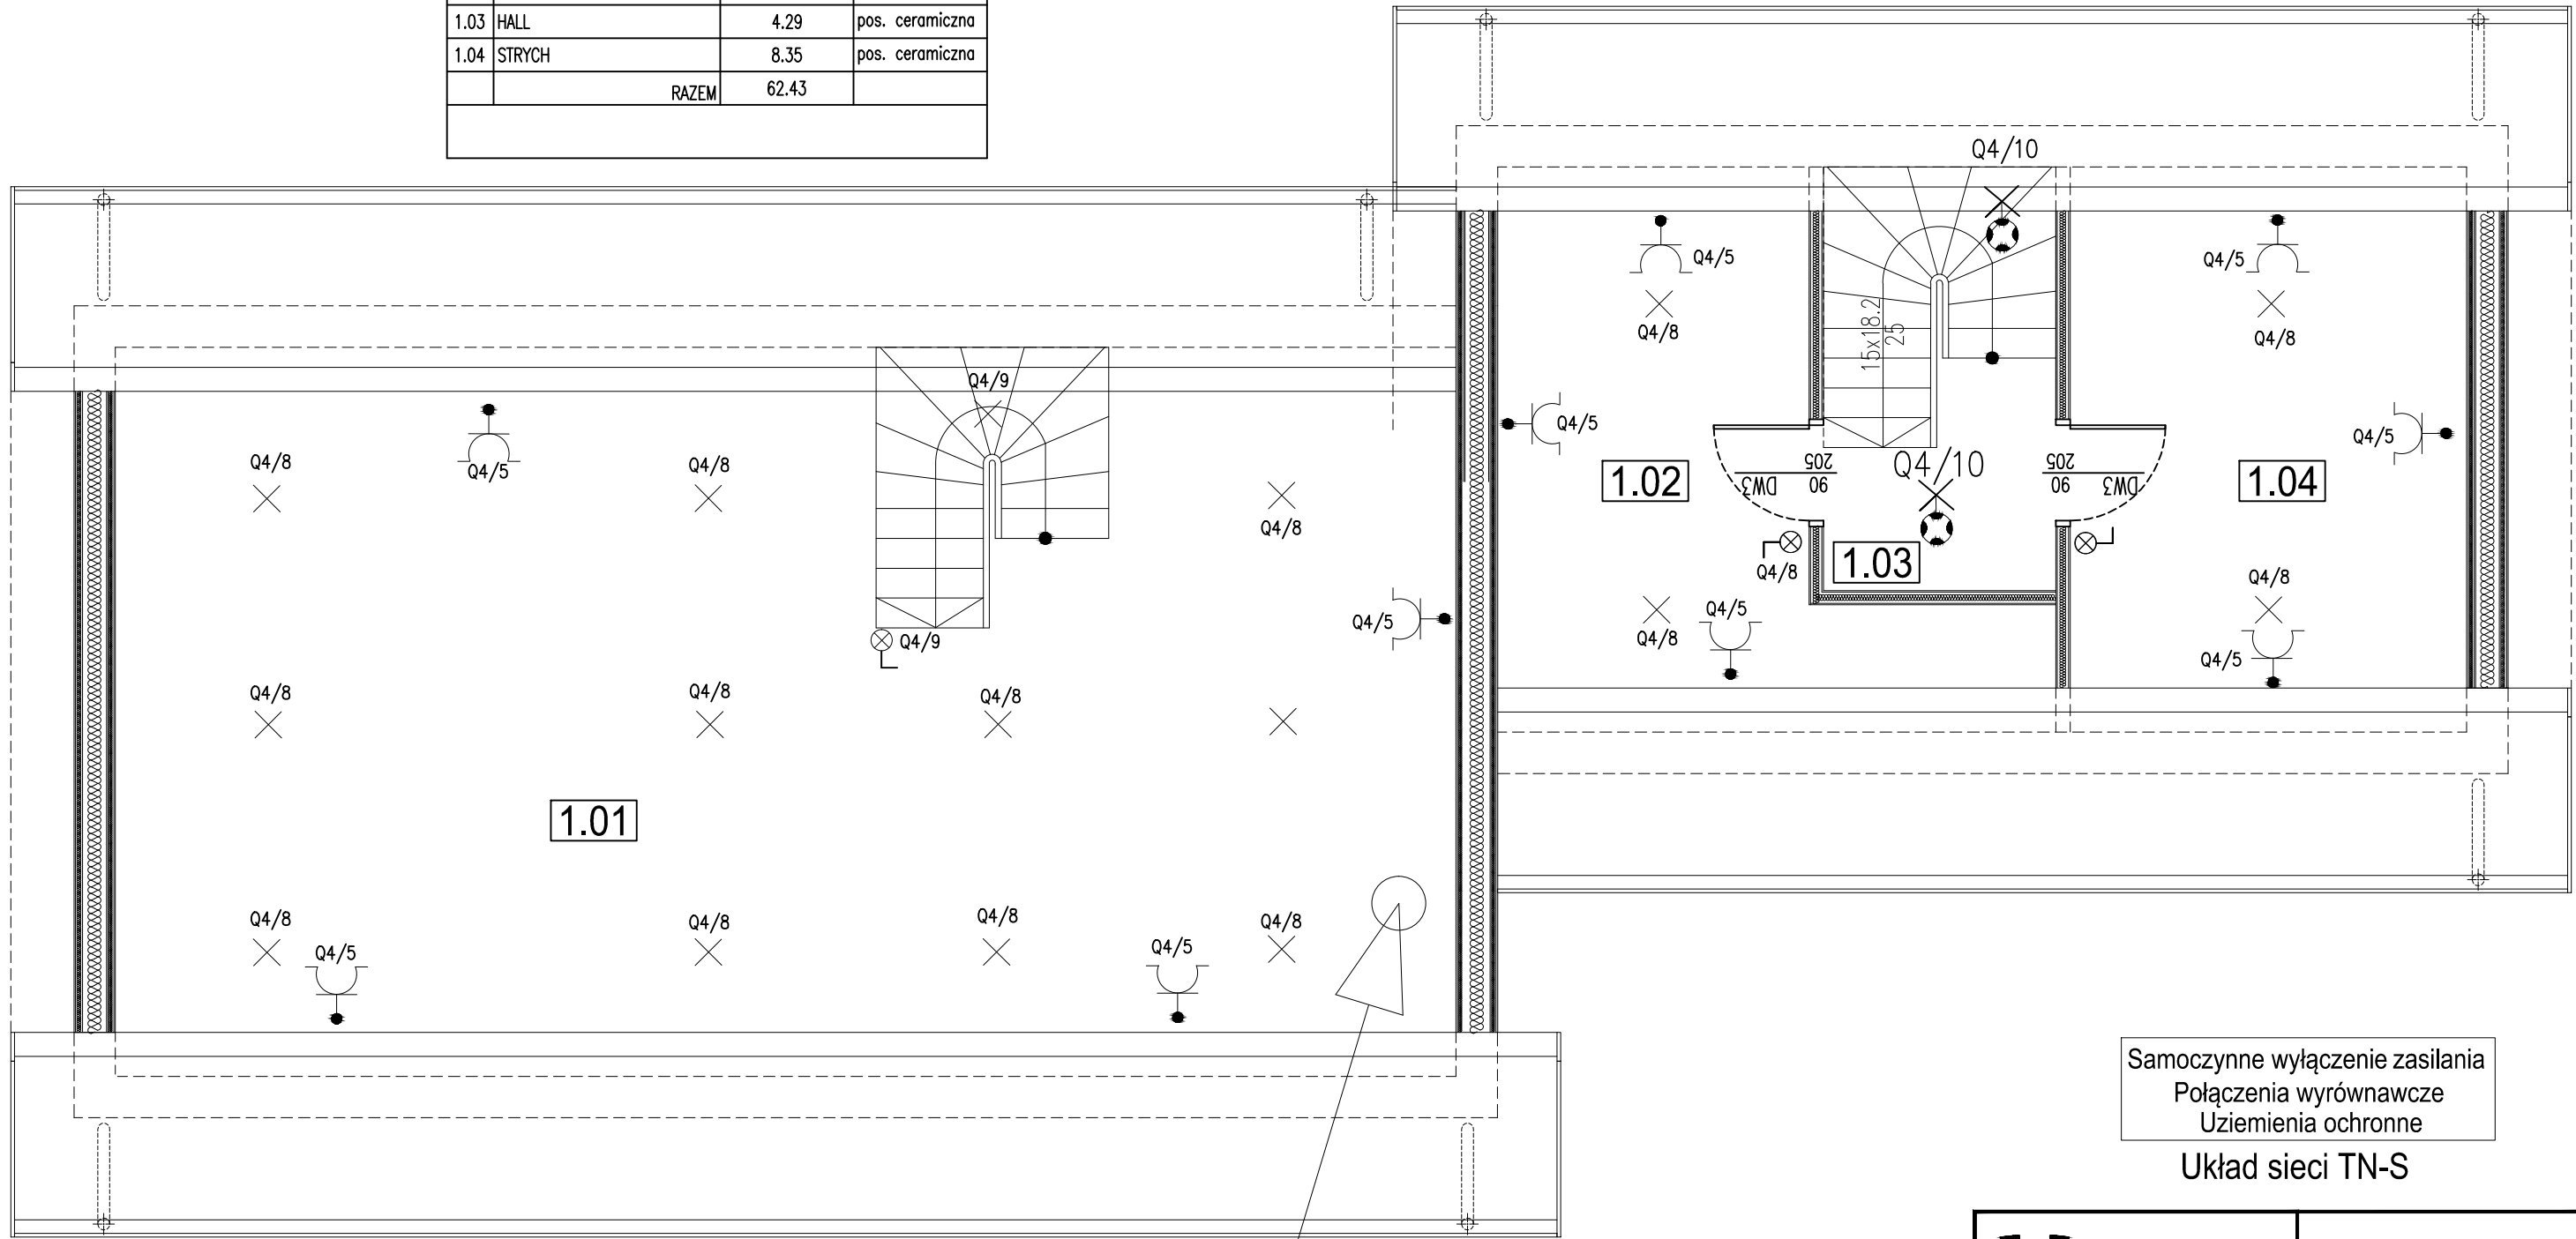 1.03 HALL 4.29 pos. ceramiczna
1.04 STRYCH 8.35 pos. ceramiczna
RAZEM 62.43
Q4/10
Q4/5
Q4/5
Q4/8
Q4/8
15x18.2
25
Q4/9
Q4/5
Q4/5
Q4/8
Q4/5
Q4/8
Q4/8
1.02
DW3
90
205
Q4/10
90
205
DW3
1.04
Q4/8
Q4/8
1.03
Q4/8
Q4/5
Q4/5
Q4/9
Q4/8
Q4/5
Q4/8
Q4/8
Q4/8
1.01
Q4/8
Q4/8
Q4/8
Q4/8
Q4/5
Q4/5
Samoczynne wyłączenie zasilania
Połączenia wyrównawcze
Uziemienia ochronne
Układ sieci TN-S